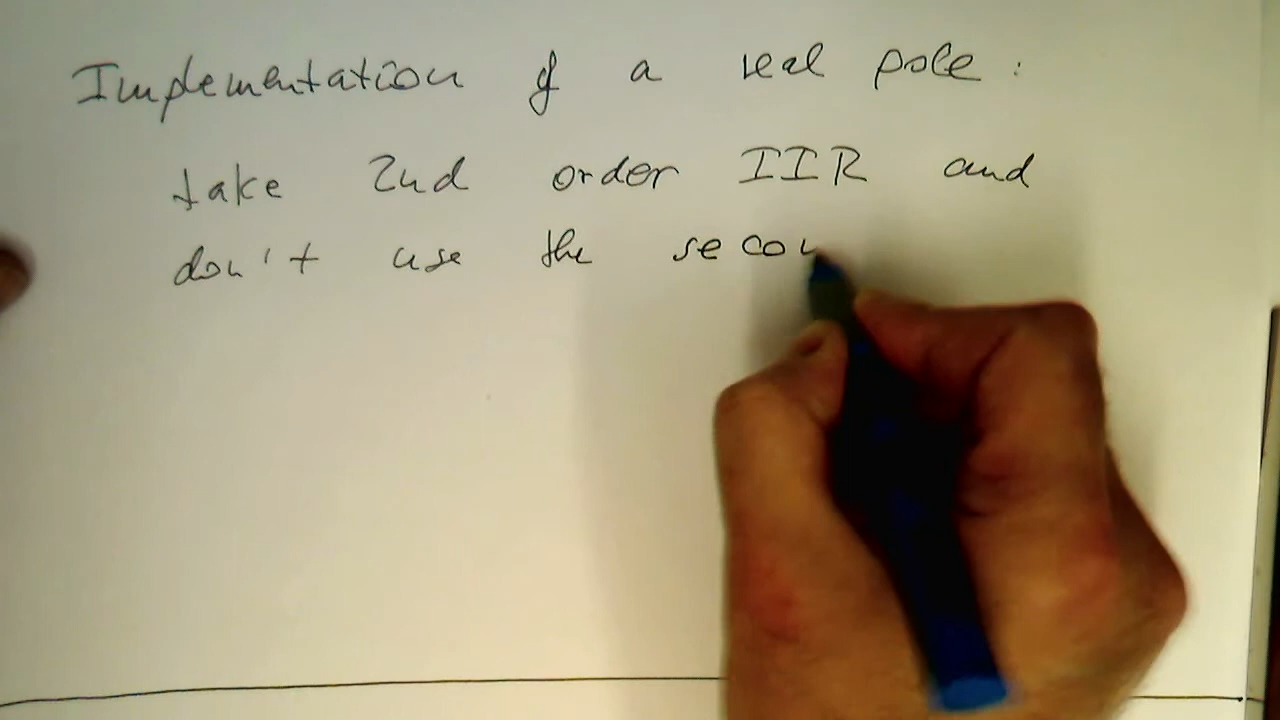 Implementation of a real pole:
take 2nd order IIR and
don't use the secon